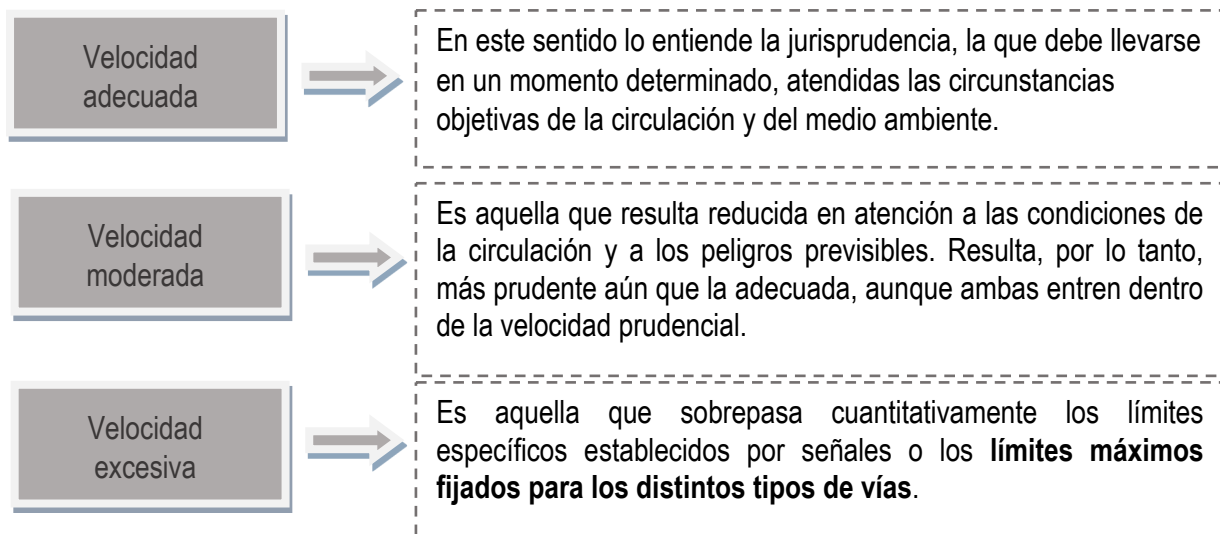 Velocidad
adecuada
En este sentido lo entiende la jurisprudencia, la que debe llevarse
en un momento determinado, atendidas las circunstancias
objetivas de la circulación y del medio ambiente.
Velocidad
moderada
Es aquella que resulta reducida en atención a las condiciones de
la circulación y a los peligros previsibles. Resulta, por lo tanto,
más prudente aún que la adecuada, aunque ambas entren dentro
de la velocidad prudencial.
Velocidad
excesiva
Es aquella que sobrepasa cuantitativamente los límites
específicos establecidos por señales o los límites máximos
fijados para los distintos tipos de vías.